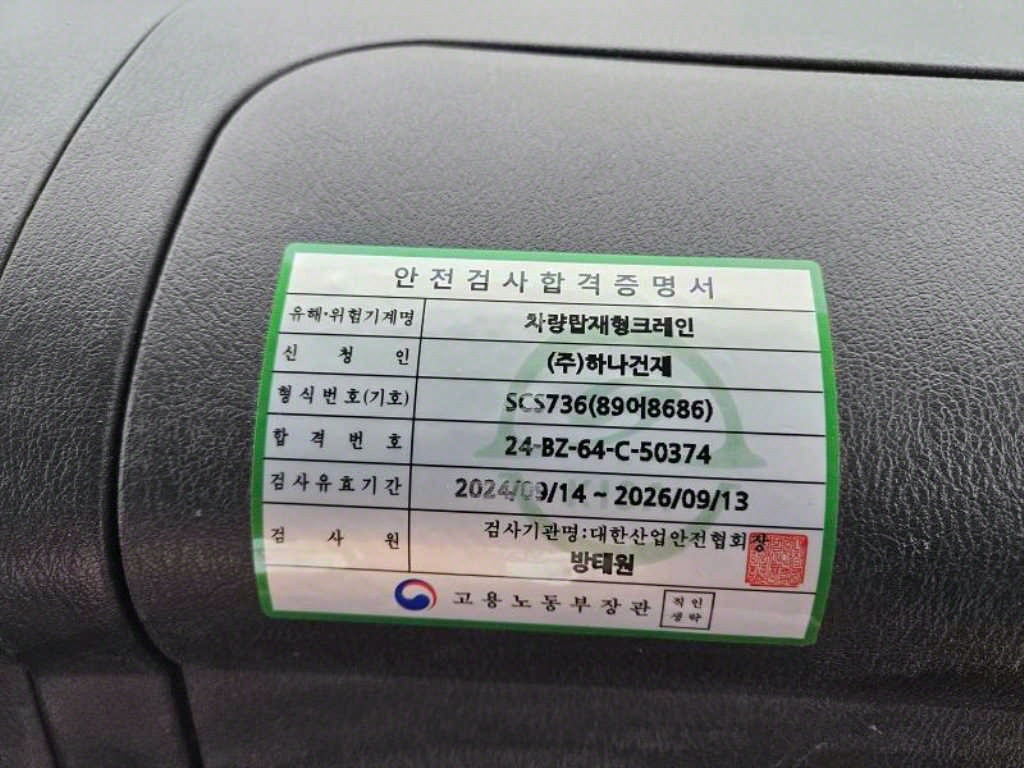 안전검사합격증명서
유해·위험기계명 차량탑재형크레인
신청인 (주)하나건재
형식번호(기호) SCS736(89어8686)
합격번호 24-BZ-64-C-50374
검사유효기간 2024/09/14 ~ 2026/09/13
검사원 검사기관명:대한산업안전협회장
방태원
고용노동부장관 직인
생략